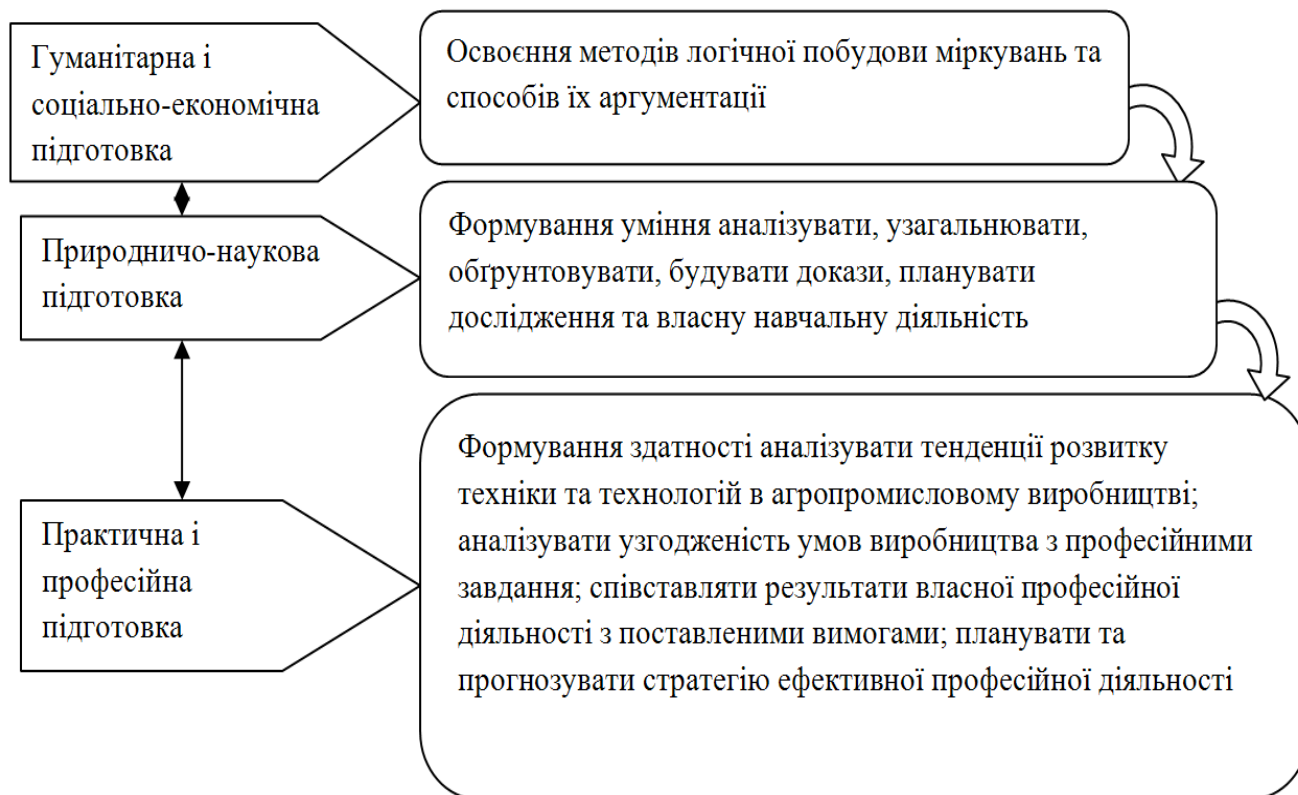 Гуманітарна і
соціально-економічна
підготовка
Освоєння методів логічної побудови міркувань та
способів їх аргументації
Природничо-наукова
підготовка
Формування уміння аналізувати, узагальнювати,
обґрунтовувати, будувати докази, планувати
дослідження та власну навчальну діяльність
Практична і
професійна
підготовка
Формування здатності аналізувати тенденції розвитку
техніки та технологій в агропромисловому виробництві;
аналізувати узгодженість умов виробництва з професійними
завдання; співставляти результати власної професійної
діяльності з поставленими вимогами; планувати та
прогнозувати стратегію ефективної професійної діяльності